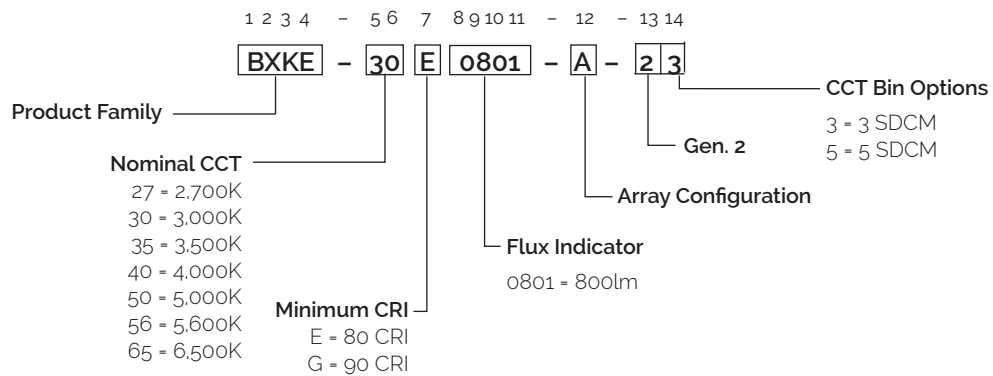 1 2 3 4 – 5 6 7 8 9 10 11 – 12 – – 13 14
BXKE – 30 E 0801 – A – 2 3
CCT Bin Options
3 = 3 SDCM
5 = 5 SDCM
Product Family
Gen. 2
Nominal CCT
27 = 2,700K
30 = 3,000K
35 = 3,500K
40 = 4,000K
50 = 5,000K
56 = 5,600K
65 = 6,500K
Array Configuration
Flux Indicator
0801 = 800lm
Minimum CRI
E = 80 CRI
G = 90 CRI